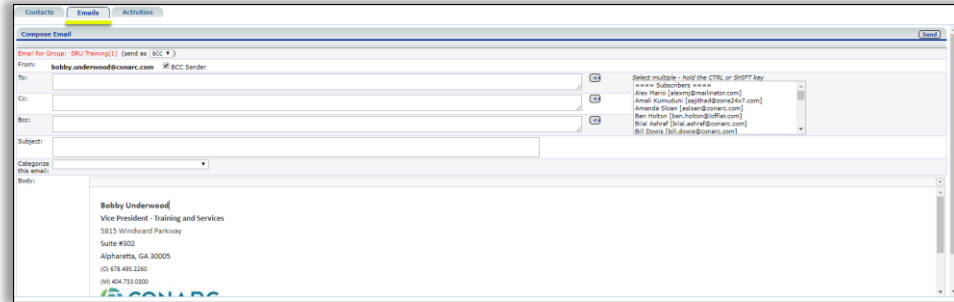 Contacts Emails Activities
Compose Email Send
Email for Group: SRU Training(1) (send as BCC ▼)
From: bobby.underwood@conarc.com BCC Sender
To: Select multiple - hold the CTRL or SHIFT key
==== Subscribers ====
Alex Mario [alexmj@mailinator.com]
Amali Kumuduni [sajithad@zone24x7.com]
Cc: Amanda Sloan [asloan@conarc.com]
Ben Holton [ben.holton@loffler.com]
Bcc: Bilal Ashraf [bilal.ashraf@conarc.com]
Bill Dowis [bill.dowis@conarc.com]
Subject:
Categorize
this email:
Body:
Bobby Underwood
Vice President - Training and Services
5815 Windward Parkway
Suite #302
Alpharetta, GA 30005
(O) 678.495.2260
(M) 404.733.0300
CONARC